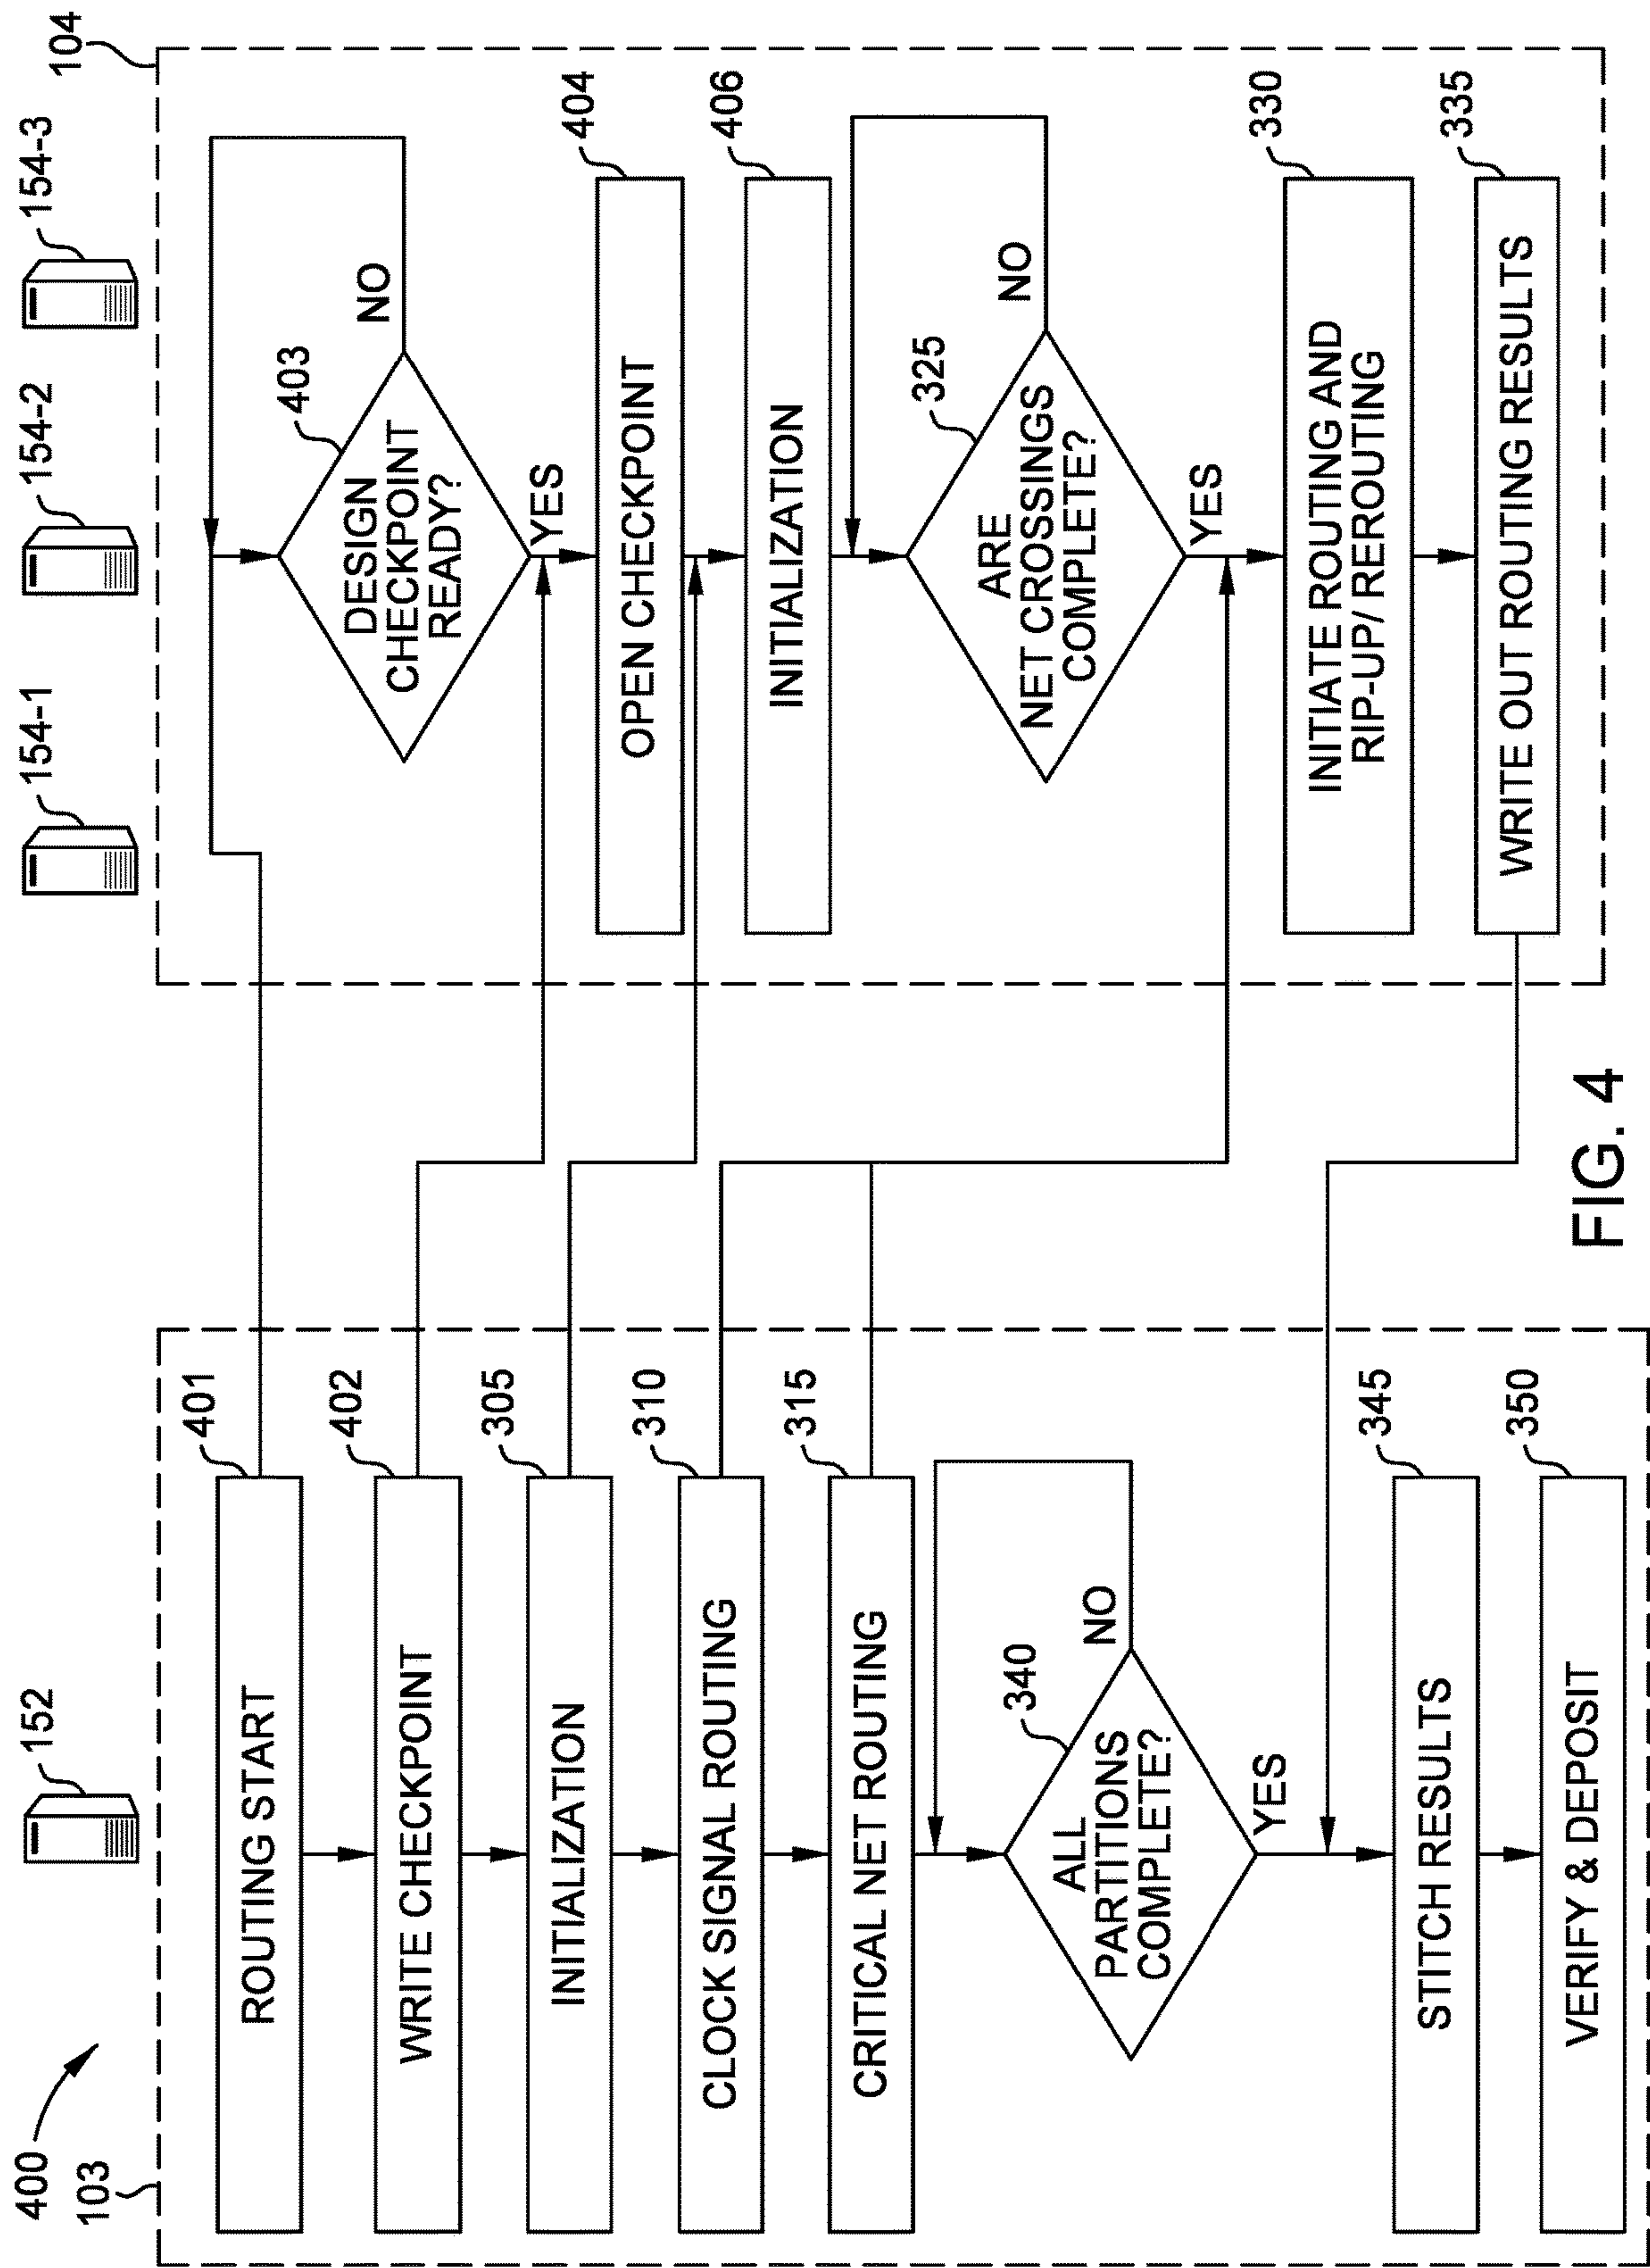 400
103
152
ROUTING START
401
WRITE CHECKPOINT
402
INITIALIZATION
305
CLOCK SIGNAL ROUTING
310
CRITICAL NET ROUTING
315
ALL
PARTITIONS
COMPLETE?
340
NO
YES
STITCH RESULTS
345
VERIFY & DEPOSIT
350
154-1
154-2
154-3
104
DESIGN
CHECKPOINT
READY?
403
NO
YES
OPEN CHECKPOINT
404
INITIALIZATION
406
ARE
NET CROSSINGS
COMPLETE?
325
NO
YES
INITIATE ROUTING AND
RIP-UP/ REROUTING
330
WRITE OUT ROUTING RESULTS
335
FIG. 4